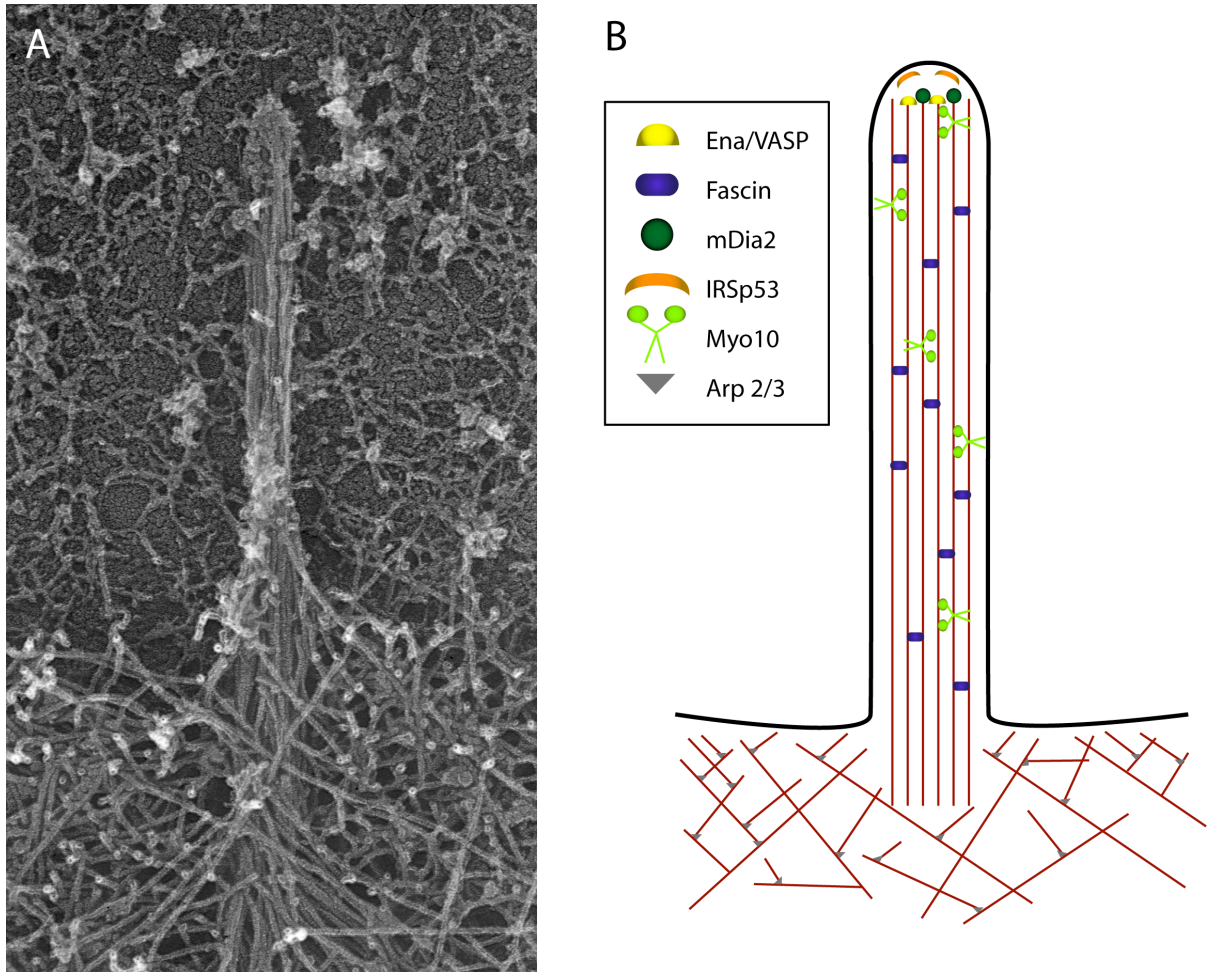 A
B
Ena/VASP
Fascin
mDia2
IRSp53
Myo10
Arp 2/3